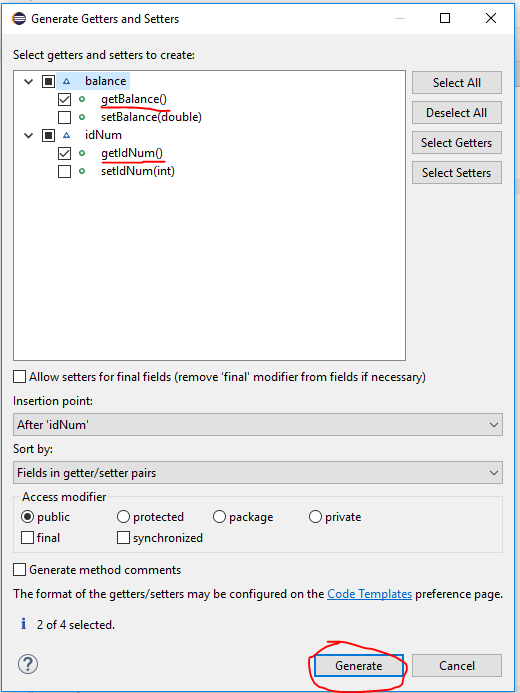 Generate Getters and Setters
Select getters and setters to create:
balance
getBalance()
setBalance(double)
idNum
getIdNum()
setIdNum(int)
Select All
Deselect All
Select Getters
Select Setters
Allow setters for final fields (remove 'final' modifier from fields if necessary)
Insertion point:
After 'idNum'
Sort by:
Fields in getter/setter pairs
Access modifier
public protected package private
final synchronized
Generate method comments
The format of the getters/setters may be configured on the Code Templates preference page.
2 of 4 selected.
Generate Cancel